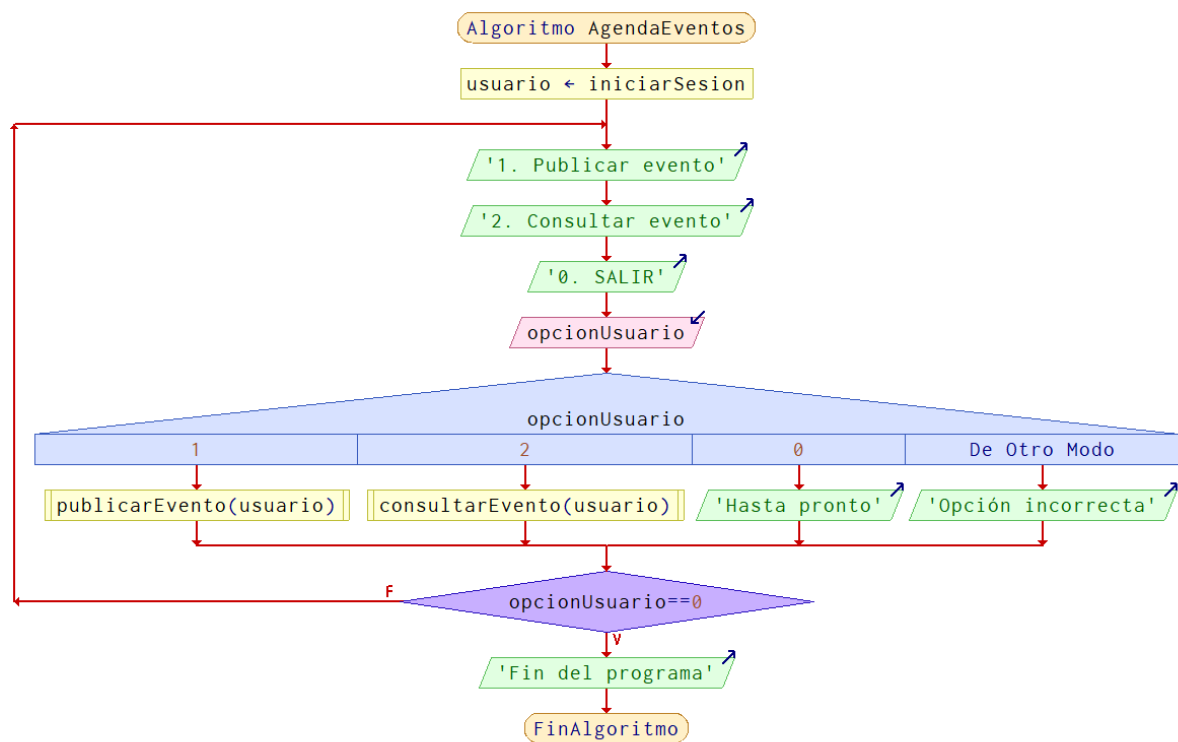 Algoritmo AgendaEventos
usuario ← iniciarSesion
'1. Publicar evento'
'2. Consultar evento'
'0. SALIR'
opcionUsuario
opcionUsuario
1 2 0 De Otro Modo
publicarEvento(usuario) consultarEvento(usuario) 'Hasta pronto' 'Opción incorrecta'
F
opcionUsuario==0
V
'Fin del programa'
FinAlgoritmo